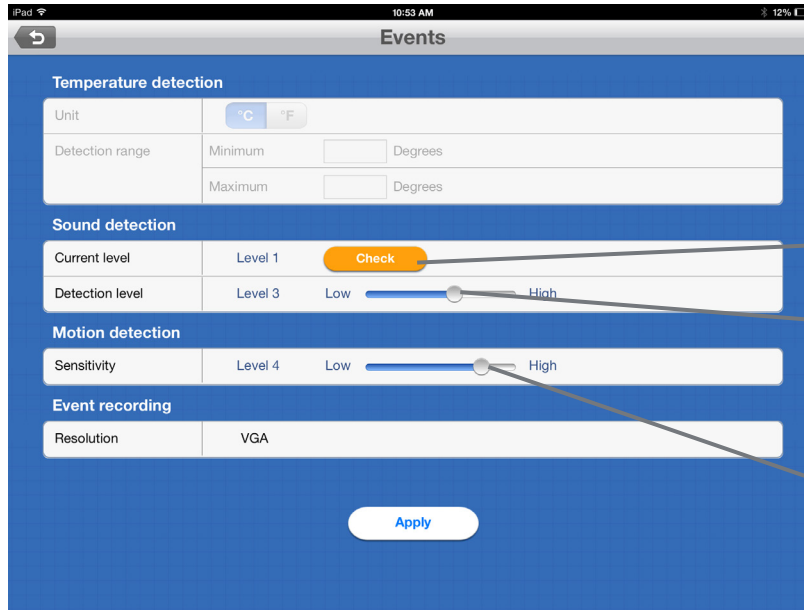 iPad 10:53 AM 12%
Events
Temperature detection
Unit °C °F
Detection range Minimum Degrees
Maximum Degrees
Sound detection
Current level Level 1 Check
Detection level Level 3 Low High
Motion detection
Sensitivity Level 4 Low High
Event recording
Resolution VGA
Apply